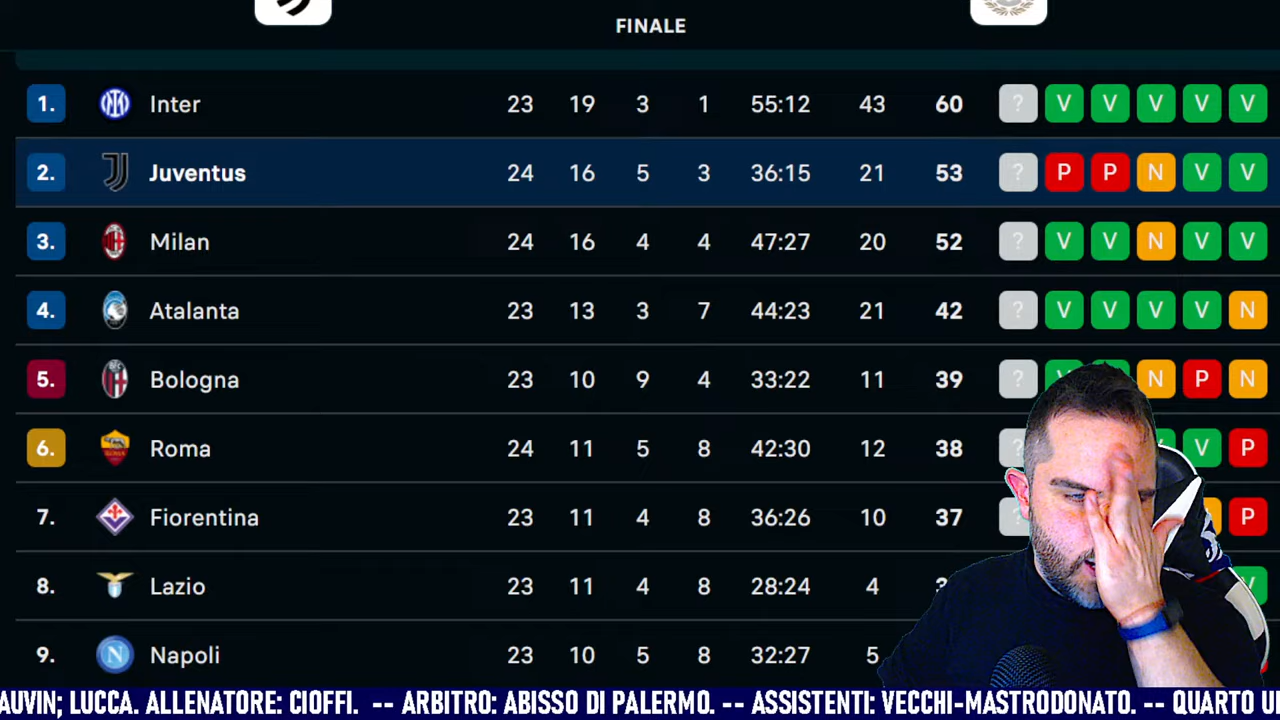 FINALE
1. Inter 23 19 3 1 55:12 43 60 ? V V V V V
2. Juventus 24 16 5 3 36:15 21 53 ? P P N V V
3. Milan 24 16 4 4 47:27 20 52 ? V V N V V
4. Atalanta 23 13 3 7 44:23 21 42 ? V V V V N
5. Bologna 23 10 9 4 33:22 11 39 ? N P N
6. Roma 24 11 5 8 42:30 12 38 ? V P
7. Fiorentina 23 11 4 8 36:26 10 37 ? P
8. Lazio 23 11 4 8 28:24 4
9. Napoli 23 10 5 8 32:27 5
AUVIN; LUCCA. ALLENATORE: CIOFFI. -- ARBITRO: ABISSO DI PALERMO. -- ASSISTENTI: VECCHI-MASTRODONATO. -- QUARTO